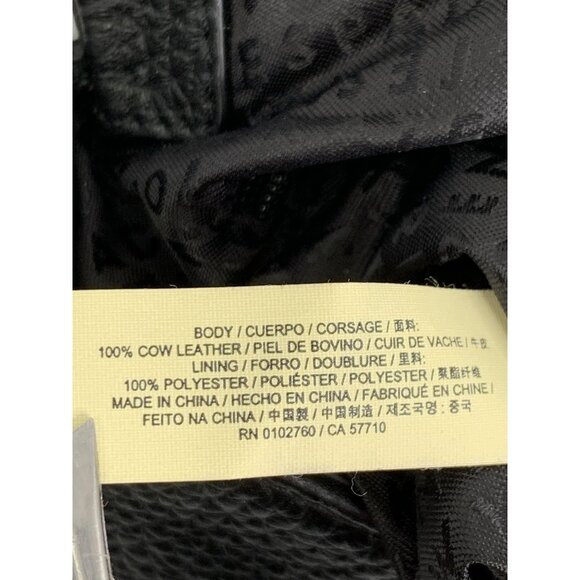 BODY / CUERPO / CORSAGE / 面料:
100% COW LEATHER / PIEL DE BOVINO / CUIR DE VACHE / 牛皮
LINING / FORRO / DOUBLURE / 里料:
100% POLYESTER / POLIÉSTER / POLYESTER / 聚酯纤维
MADE IN CHINA / HECHO EN CHINA / FABRIQUÉ EN CHINE /
FEITO NA CHINA / 中国製 / 中国制造 / 제조국명 : 중국
RN 0102760 / CA 57710